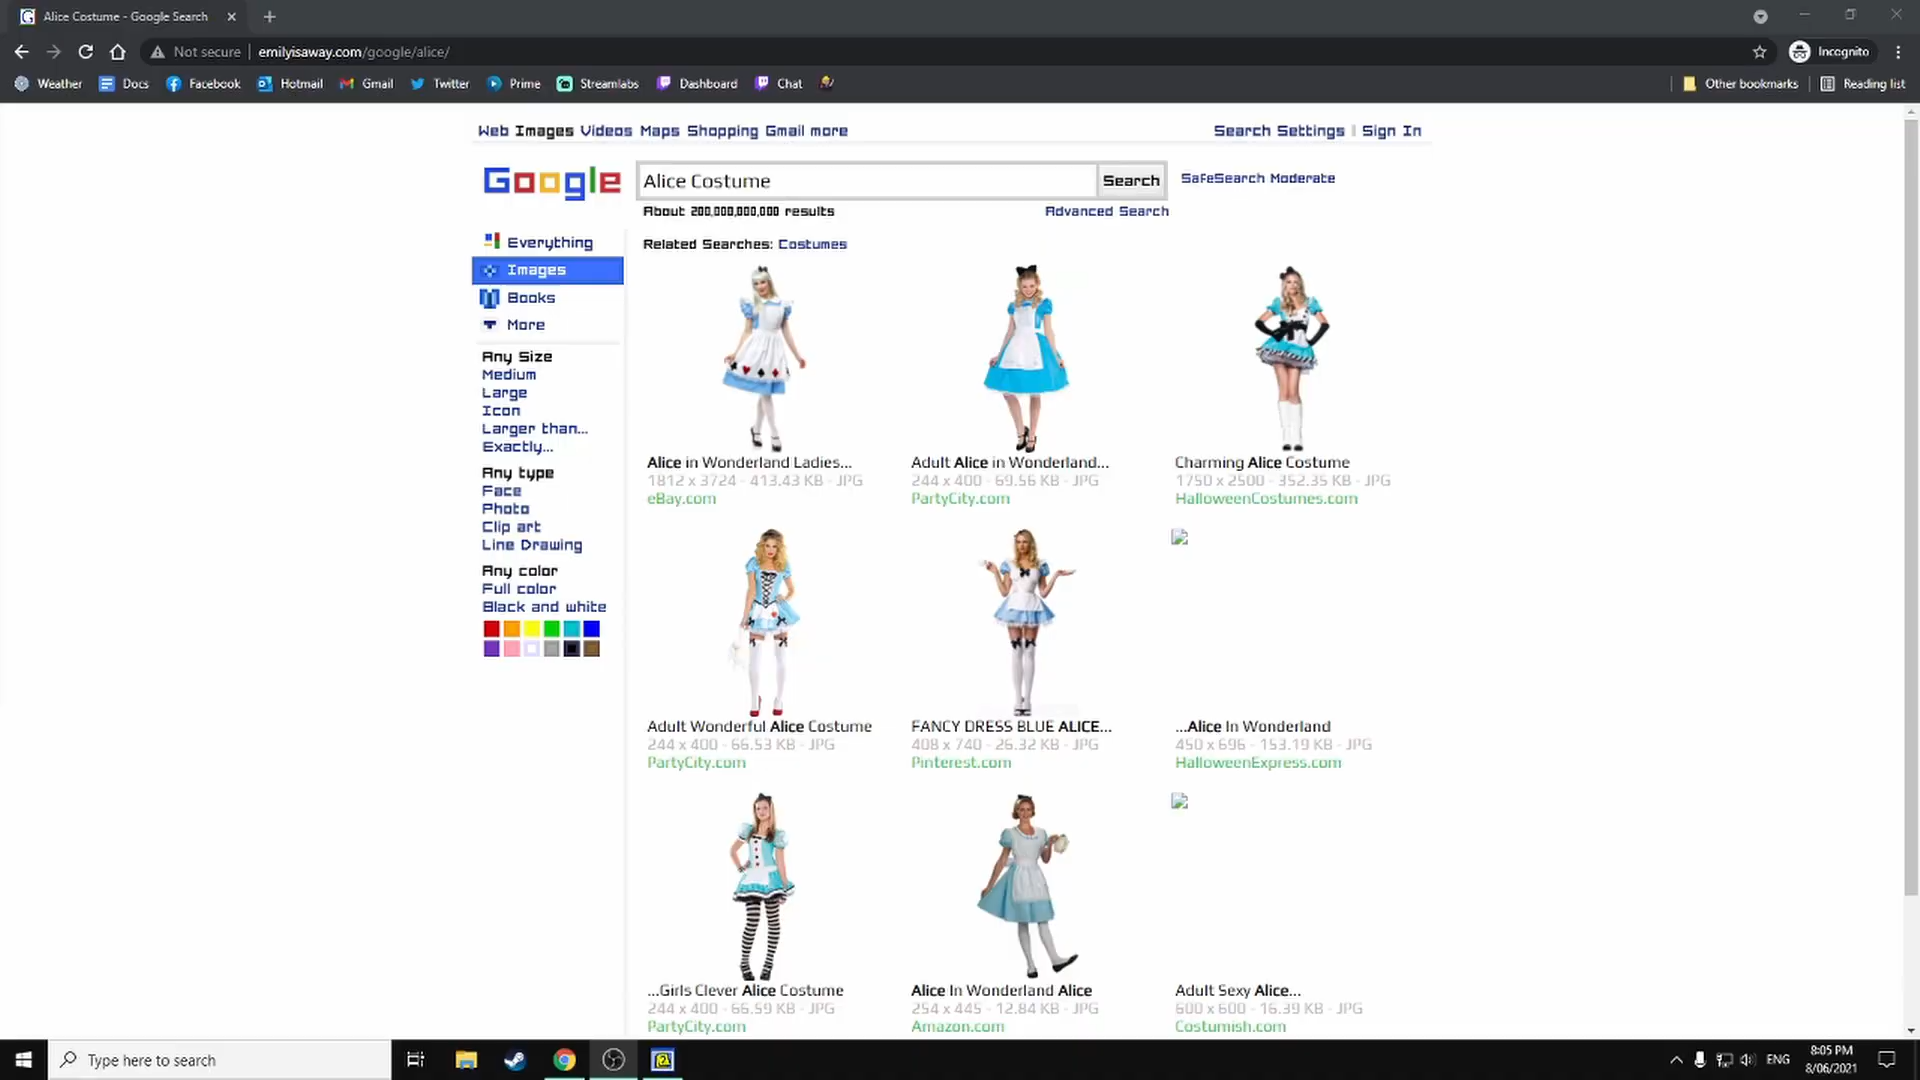 Alice Costume - Google Search
Not secure
emilyisaway.com/google/alice/
Incognito
Weather
Docs
Facebook
Hotmail
Gmail
Twitter
Prime
Streamlabs
Dashboard
Chat
Other bookmarks
Reading list
Web Images Videos Maps Shopping Gmail more
Search Settings | Sign In
Google
Alice Costume
Search
SafeSearch Moderate
About 200,000,000,000 results
Advanced Search
Everything
Images
Books
More
Any Size
Medium
Large
Icon
Larger than...
Exactly...
Any type
Face
Photo
Clip art
Line Drawing
Any color
Full color
Black and white
Related Searches: Costumes
Alice in Wonderland Ladies...
1812 x 3724 - 413.43 KB - JPG
eBay.com
Adult Alice in Wonderland...
244 x 400 - 69.56 KB - JPG
PartyCity.com
Charming Alice Costume
1750 x 2500 - 352.35 KB - JPG
HalloweenCostumes.com
Adult Wonderful Alice Costume
244 x 400 - 66.53 KB - JPG
PartyCity.com
FANCY DRESS BLUE ALICE...
408 x 740 - 26.32 KB - JPG
Pinterest.com
...Alice In Wonderland
450 x 696 - 153.19 KB - JPG
HalloweenExpress.com
...Girls Clever Alice Costume
244 x 400 - 66.59 KB - JPG
PartyCity.com
Alice In Wonderland Alice
254 x 445 - 12.84 KB - JPG
Amazon.com
Adult Sexy Alice...
600 x 600 - 16.39 KB - JPG
Costumish.com
Type here to search
ENG
8:05 PM
8/06/2021